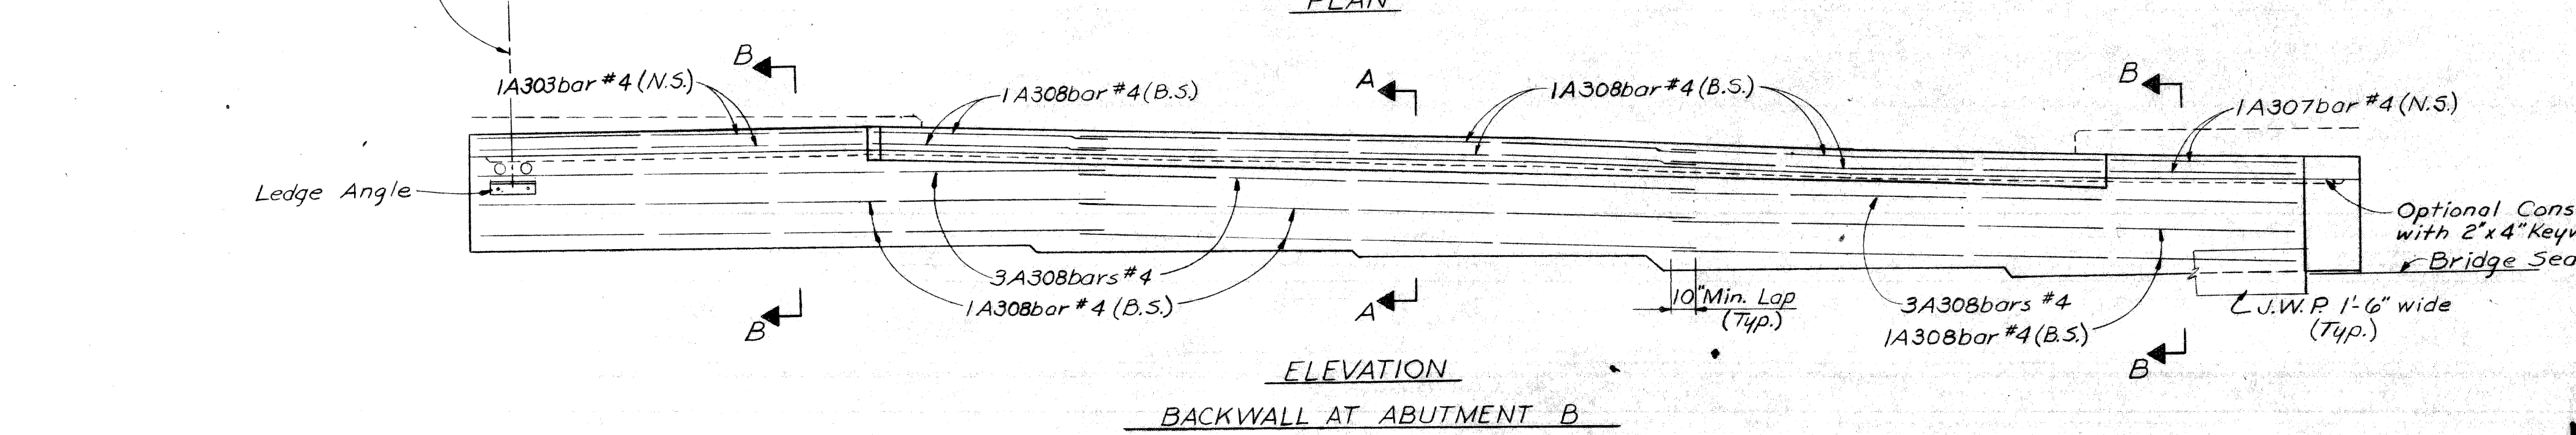 PLAN
B
1A303bar #4 (N.S.)
1A308bar #4 (B.S.)
A
1A308bar #4 (B.S.)
B
1A307bar #4 (N.S.)
Ledge Angle
Optional Cons
with 2"x4" Keyw
Bridge Sea
3A308bars #4
1A308bar #4 (B.S.)
B
A
10" Min. Lap
(Typ.)
3A308bars #4
1A308bar #4 (B.S.)
J.W.P. 1'-6" wide
(Typ.)
B
ELEVATION
BACKWALL AT ABUTMENT B